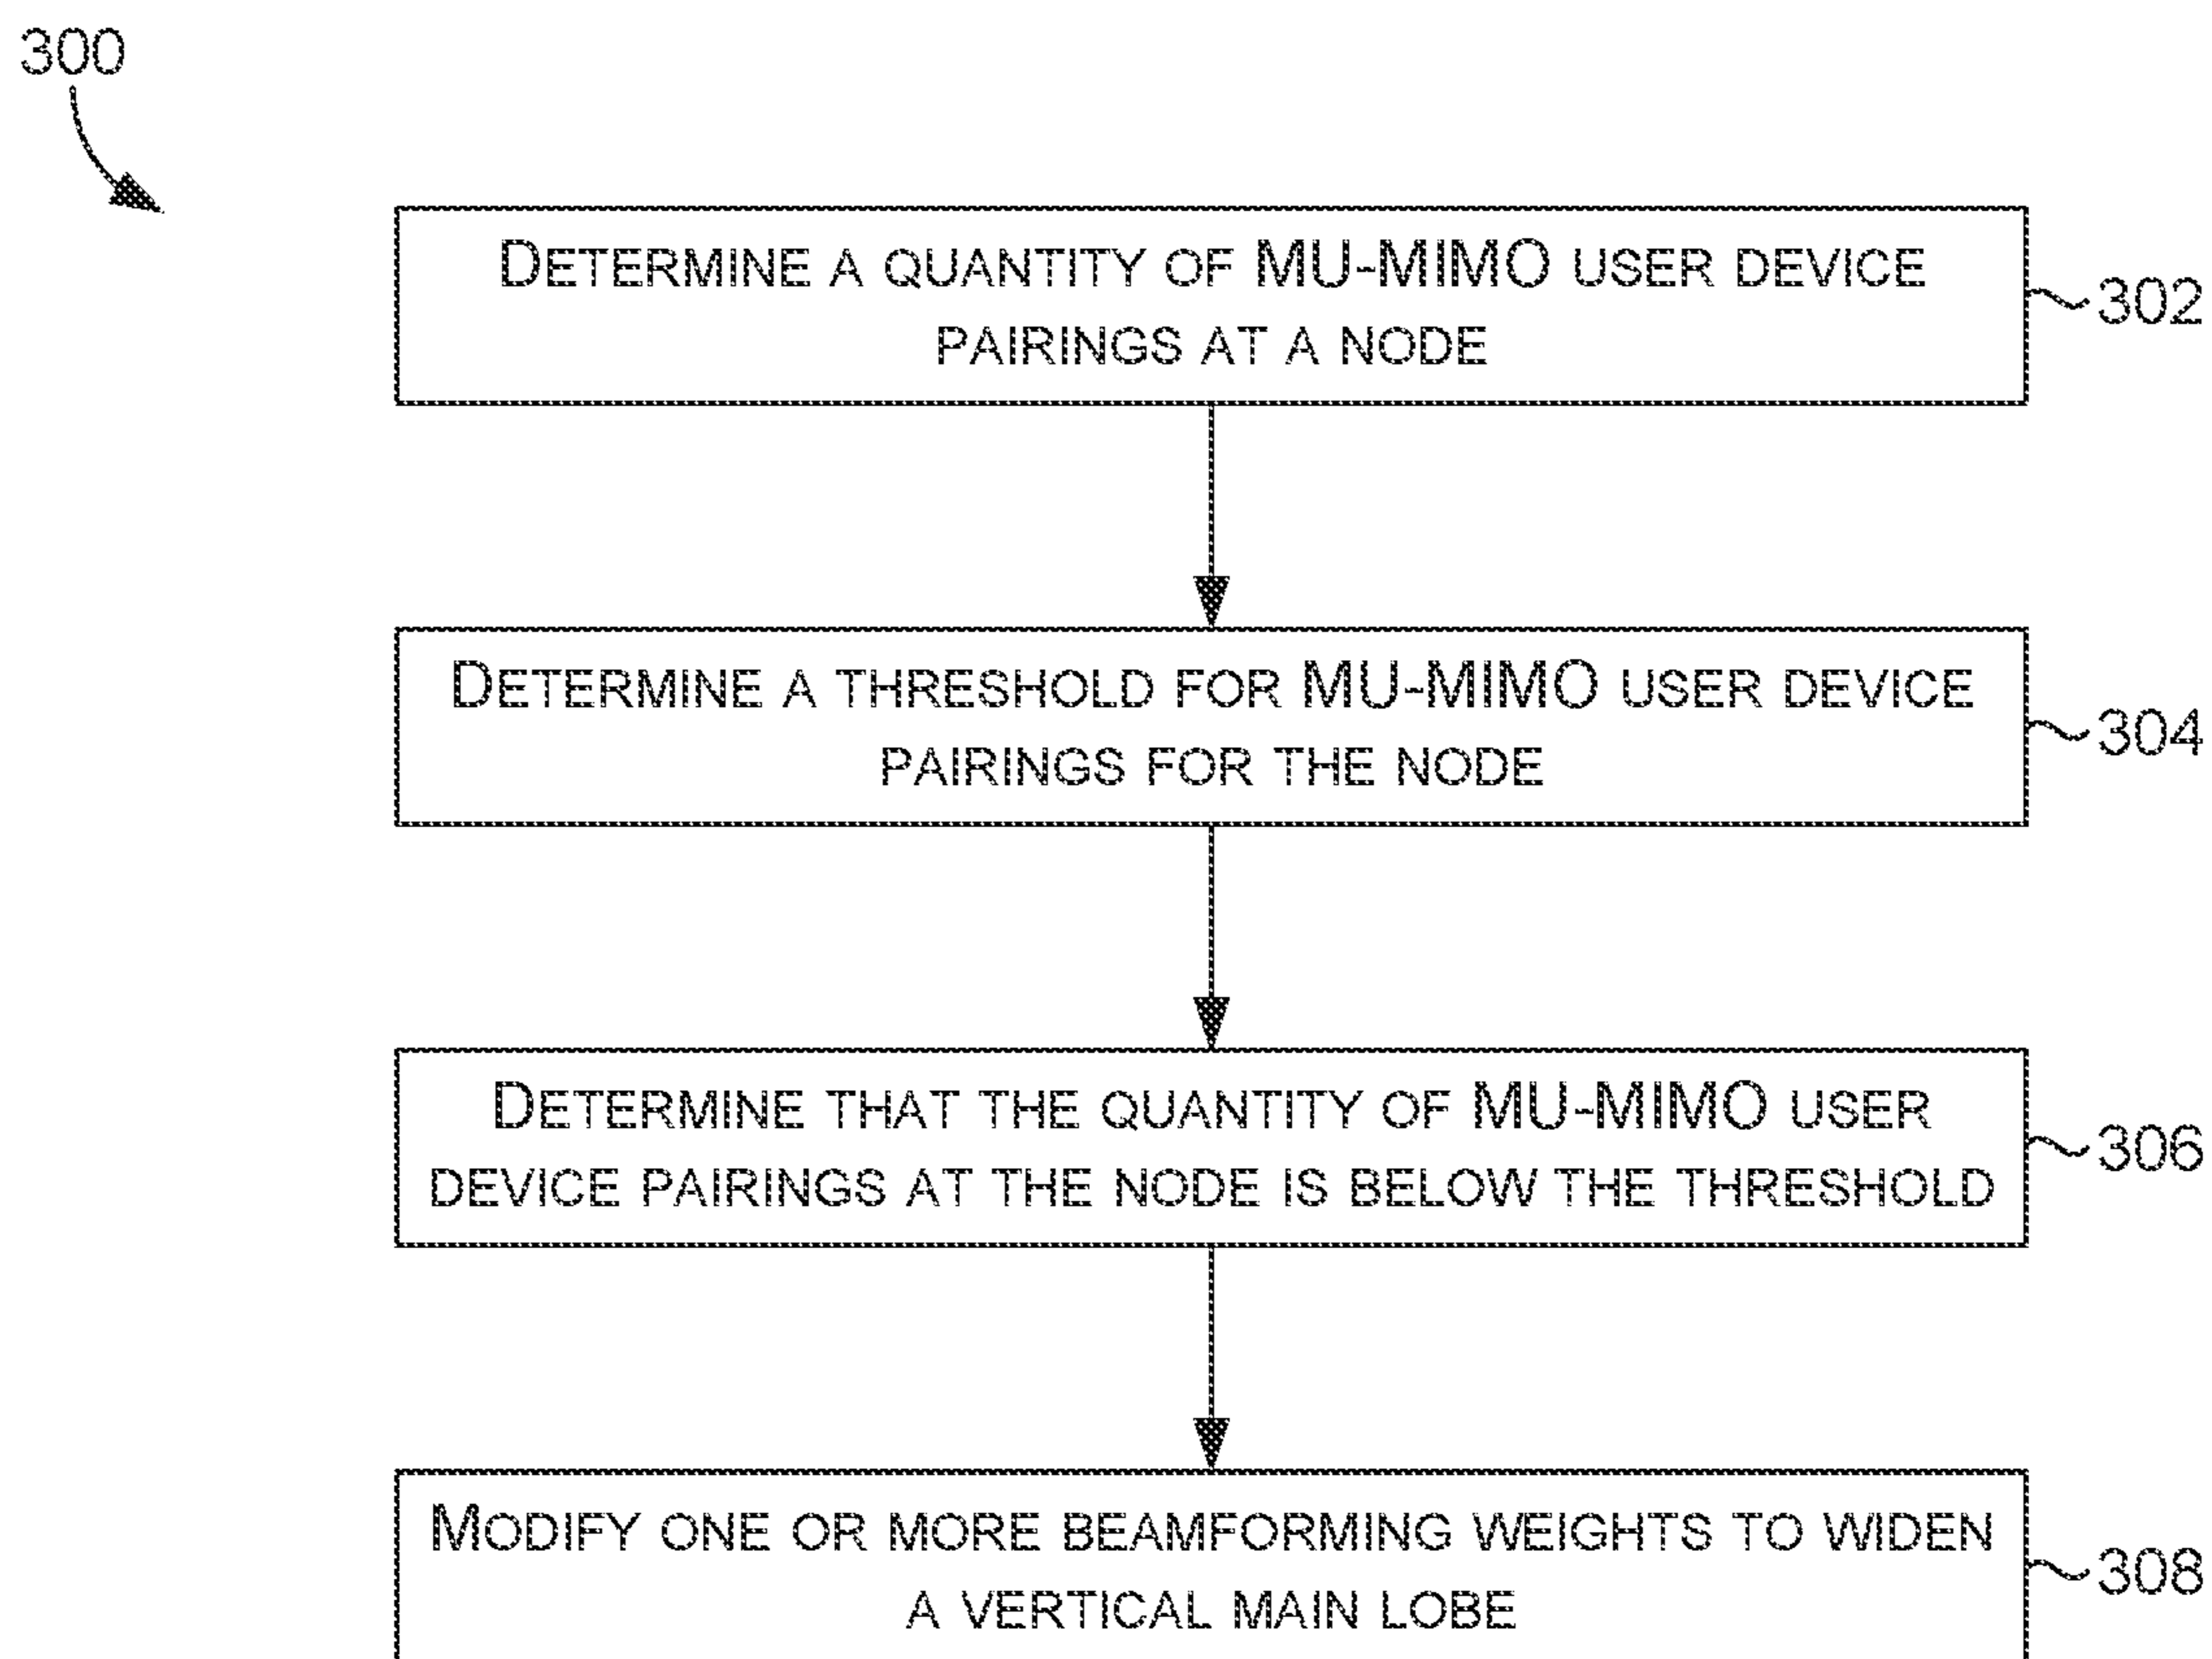 300
DETERMINE A QUANTITY OF MU-MIMO USER DEVICE
PAIRINGS AT A NODE
302
DETERMINE A THRESHOLD FOR MU-MIMO USER DEVICE
PAIRINGS FOR THE NODE
304
DETERMINE THAT THE QUANTITY OF MU-MIMO USER
DEVICE PAIRINGS AT THE NODE IS BELOW THE THRESHOLD
306
MODIFY ONE OR MORE BEAMFORMING WEIGHTS TO WIDEN
A VERTICAL MAIN LOBE
308